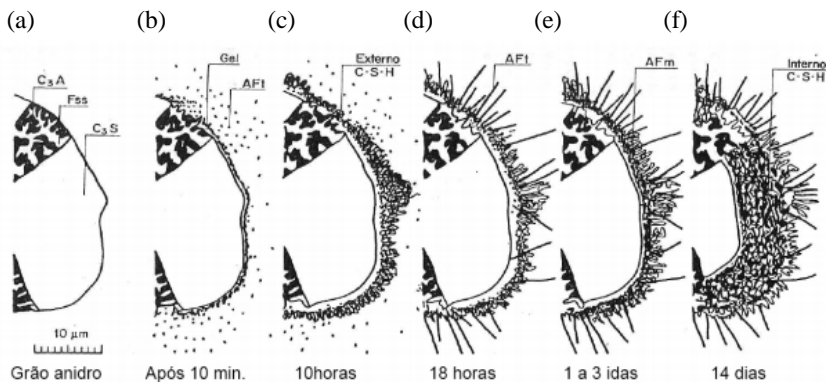 (a) (b) (c) (d) (e) (f)
C₃A
Fss
C₃S
Gel
AFt
Externo
C-S-H
AFt
AFm
Interno
C-S-H
10 μm
Grão anidro Após 10 min. 10horas 18 horas 1 a 3 idas 14 dias